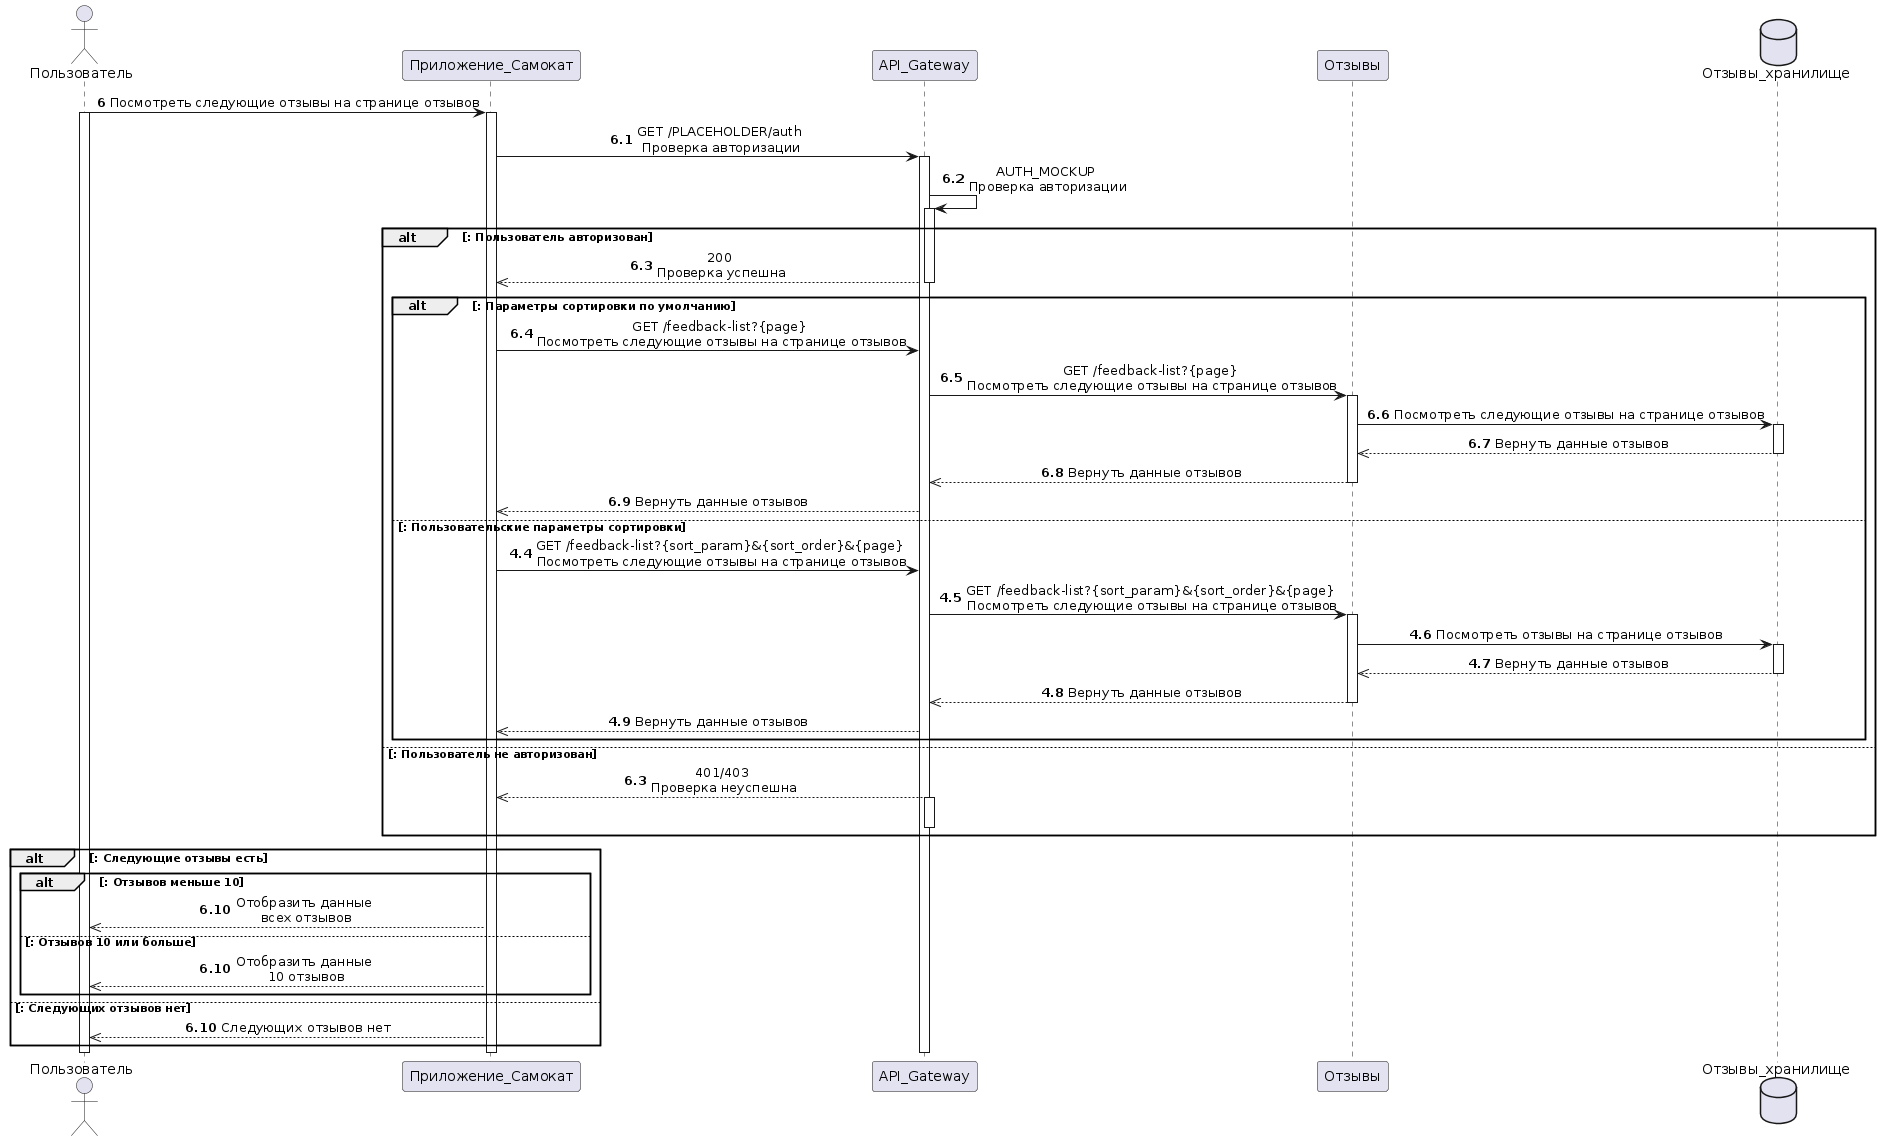 Пользователь
Приложение_Самокат
API_Gateway
Отзывы
Отзывы_хранилище
6 Посмотреть следующие отзывы на странице отзывов
6.1 GET /PLACEHOLDER/auth
Проверка авторизации
6.2 AUTH_MOCKUP
Проверка авторизации
alt [: Пользователь авторизован]
6.3 200
Проверка успешна
alt [: Параметры сортировки по умолчанию]
6.4 GET /feedback-list?{page}
Посмотреть следующие отзывы на странице отзывов
6.5 GET /feedback-list?{page}
Посмотреть следующие отзывы на странице отзывов
6.6 Посмотреть следующие отзывы на странице отзывов
6.7 Вернуть данные отзывов
6.8 Вернуть данные отзывов
6.9 Вернуть данные отзывов
[: Пользовательские параметры сортировки]
4.4 GET /feedback-list?{sort_param}&{sort_order}&{page}
Посмотреть следующие отзывы на странице отзывов
4.5 GET /feedback-list?{sort_param}&{sort_order}&{page}
Посмотреть следующие отзывы на странице отзывов
4.6 Посмотреть отзывы на странице отзывов
4.7 Вернуть данные отзывов
4.8 Вернуть данные отзывов
4.9 Вернуть данные отзывов
[: Пользователь не авторизован]
6.3 401/403
Проверка неуспешна
alt [: Следующие отзывы есть]
alt [: Отзывов меньше 10]
6.10 Отобразить данные
всех отзывов
[: Отзывов 10 или больше]
6.10 Отобразить данные
10 отзывов
[: Следующих отзывов нет]
6.10 Следующих отзывов нет
Пользователь
Приложение_Самокат
API_Gateway
Отзывы
Отзывы_хранилище